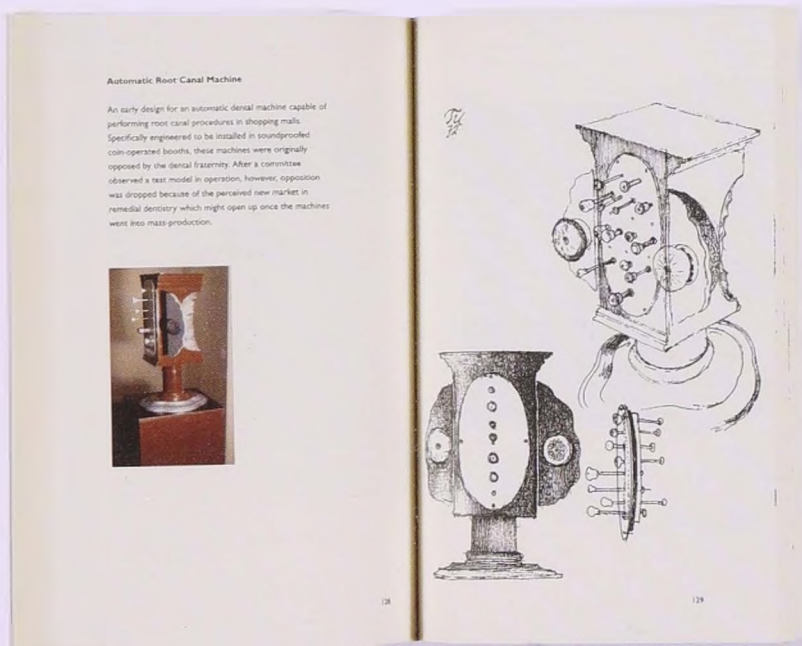 Automatic Root Canal Machine
An early design for an automatic dental machine capable of
performing root canal procedures in shopping malls.
Specifically engineered to be installed in soundproofed
coin-operated booths, these machines were originally
opposed by the dental fraternity. After a committee
observed a test model in operation, however, opposition
was dropped because of the perceived new market in
remedial dentistry which might open up once the machines
went into mass-production.
128
129